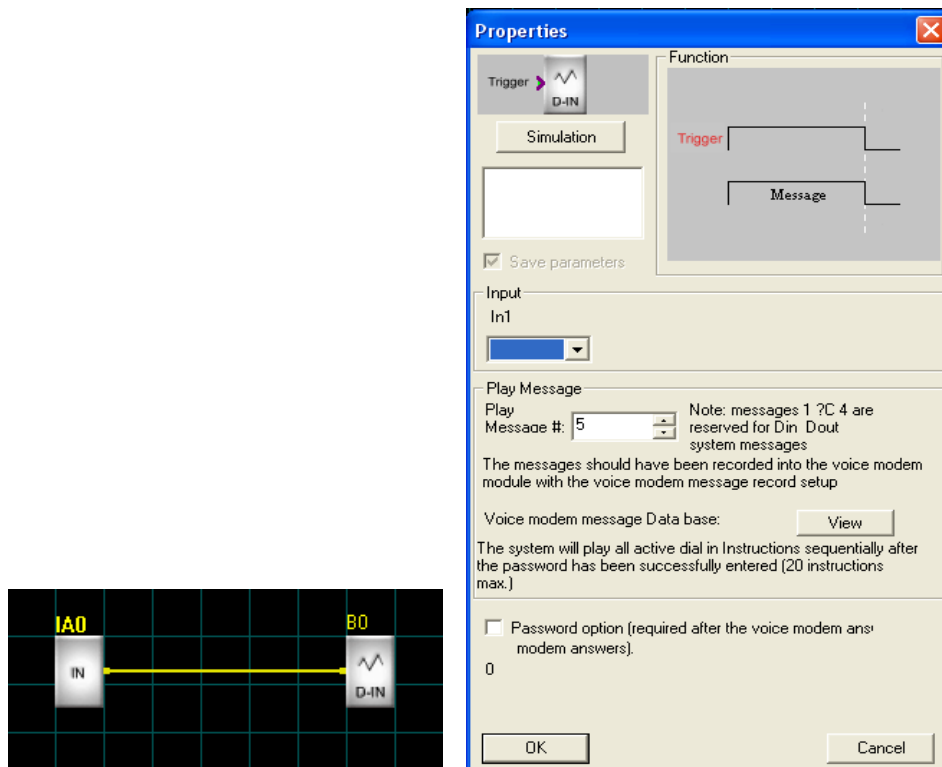 IA0
B0
IN
D-IN
Properties
Trigger
D-IN
Simulation
Save parameters
Function
Trigger
Message
Input
In1
Play Message
Play
Message #:
5
Note: messages 1 ?C 4 are
reserved for Din Dout
system messages
The messages should have been recorded into the voice modem
module with the voice modem message record setup
Voice modem message Data base:
View
The system will play all active dial in Instructions sequentially after
the password has been successfully entered (20 instructions
max.)
Password option (required after the voice modem
modem answers).
0
OK
Cancel